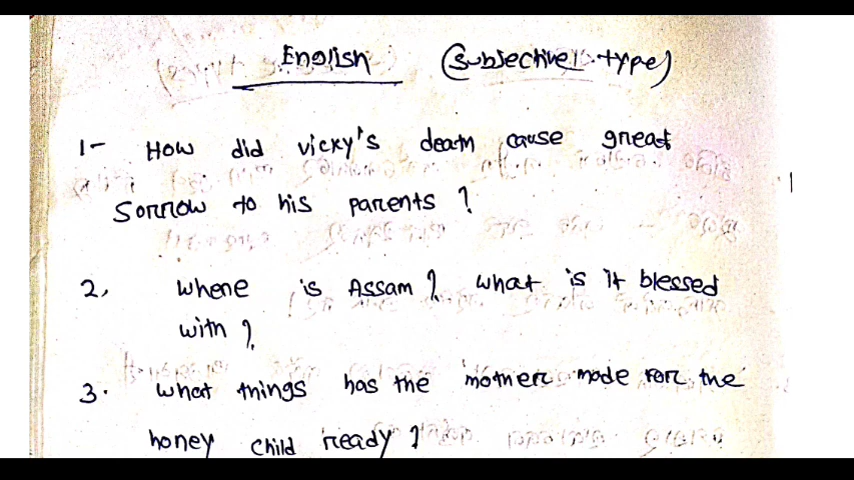 English (Subjective type)
1- How did vicky's death cause great
sorrow to his parents ?
2, where is Assam ? what is it blessed
with ?
3. what things has the mother made for the
honey child ready ?